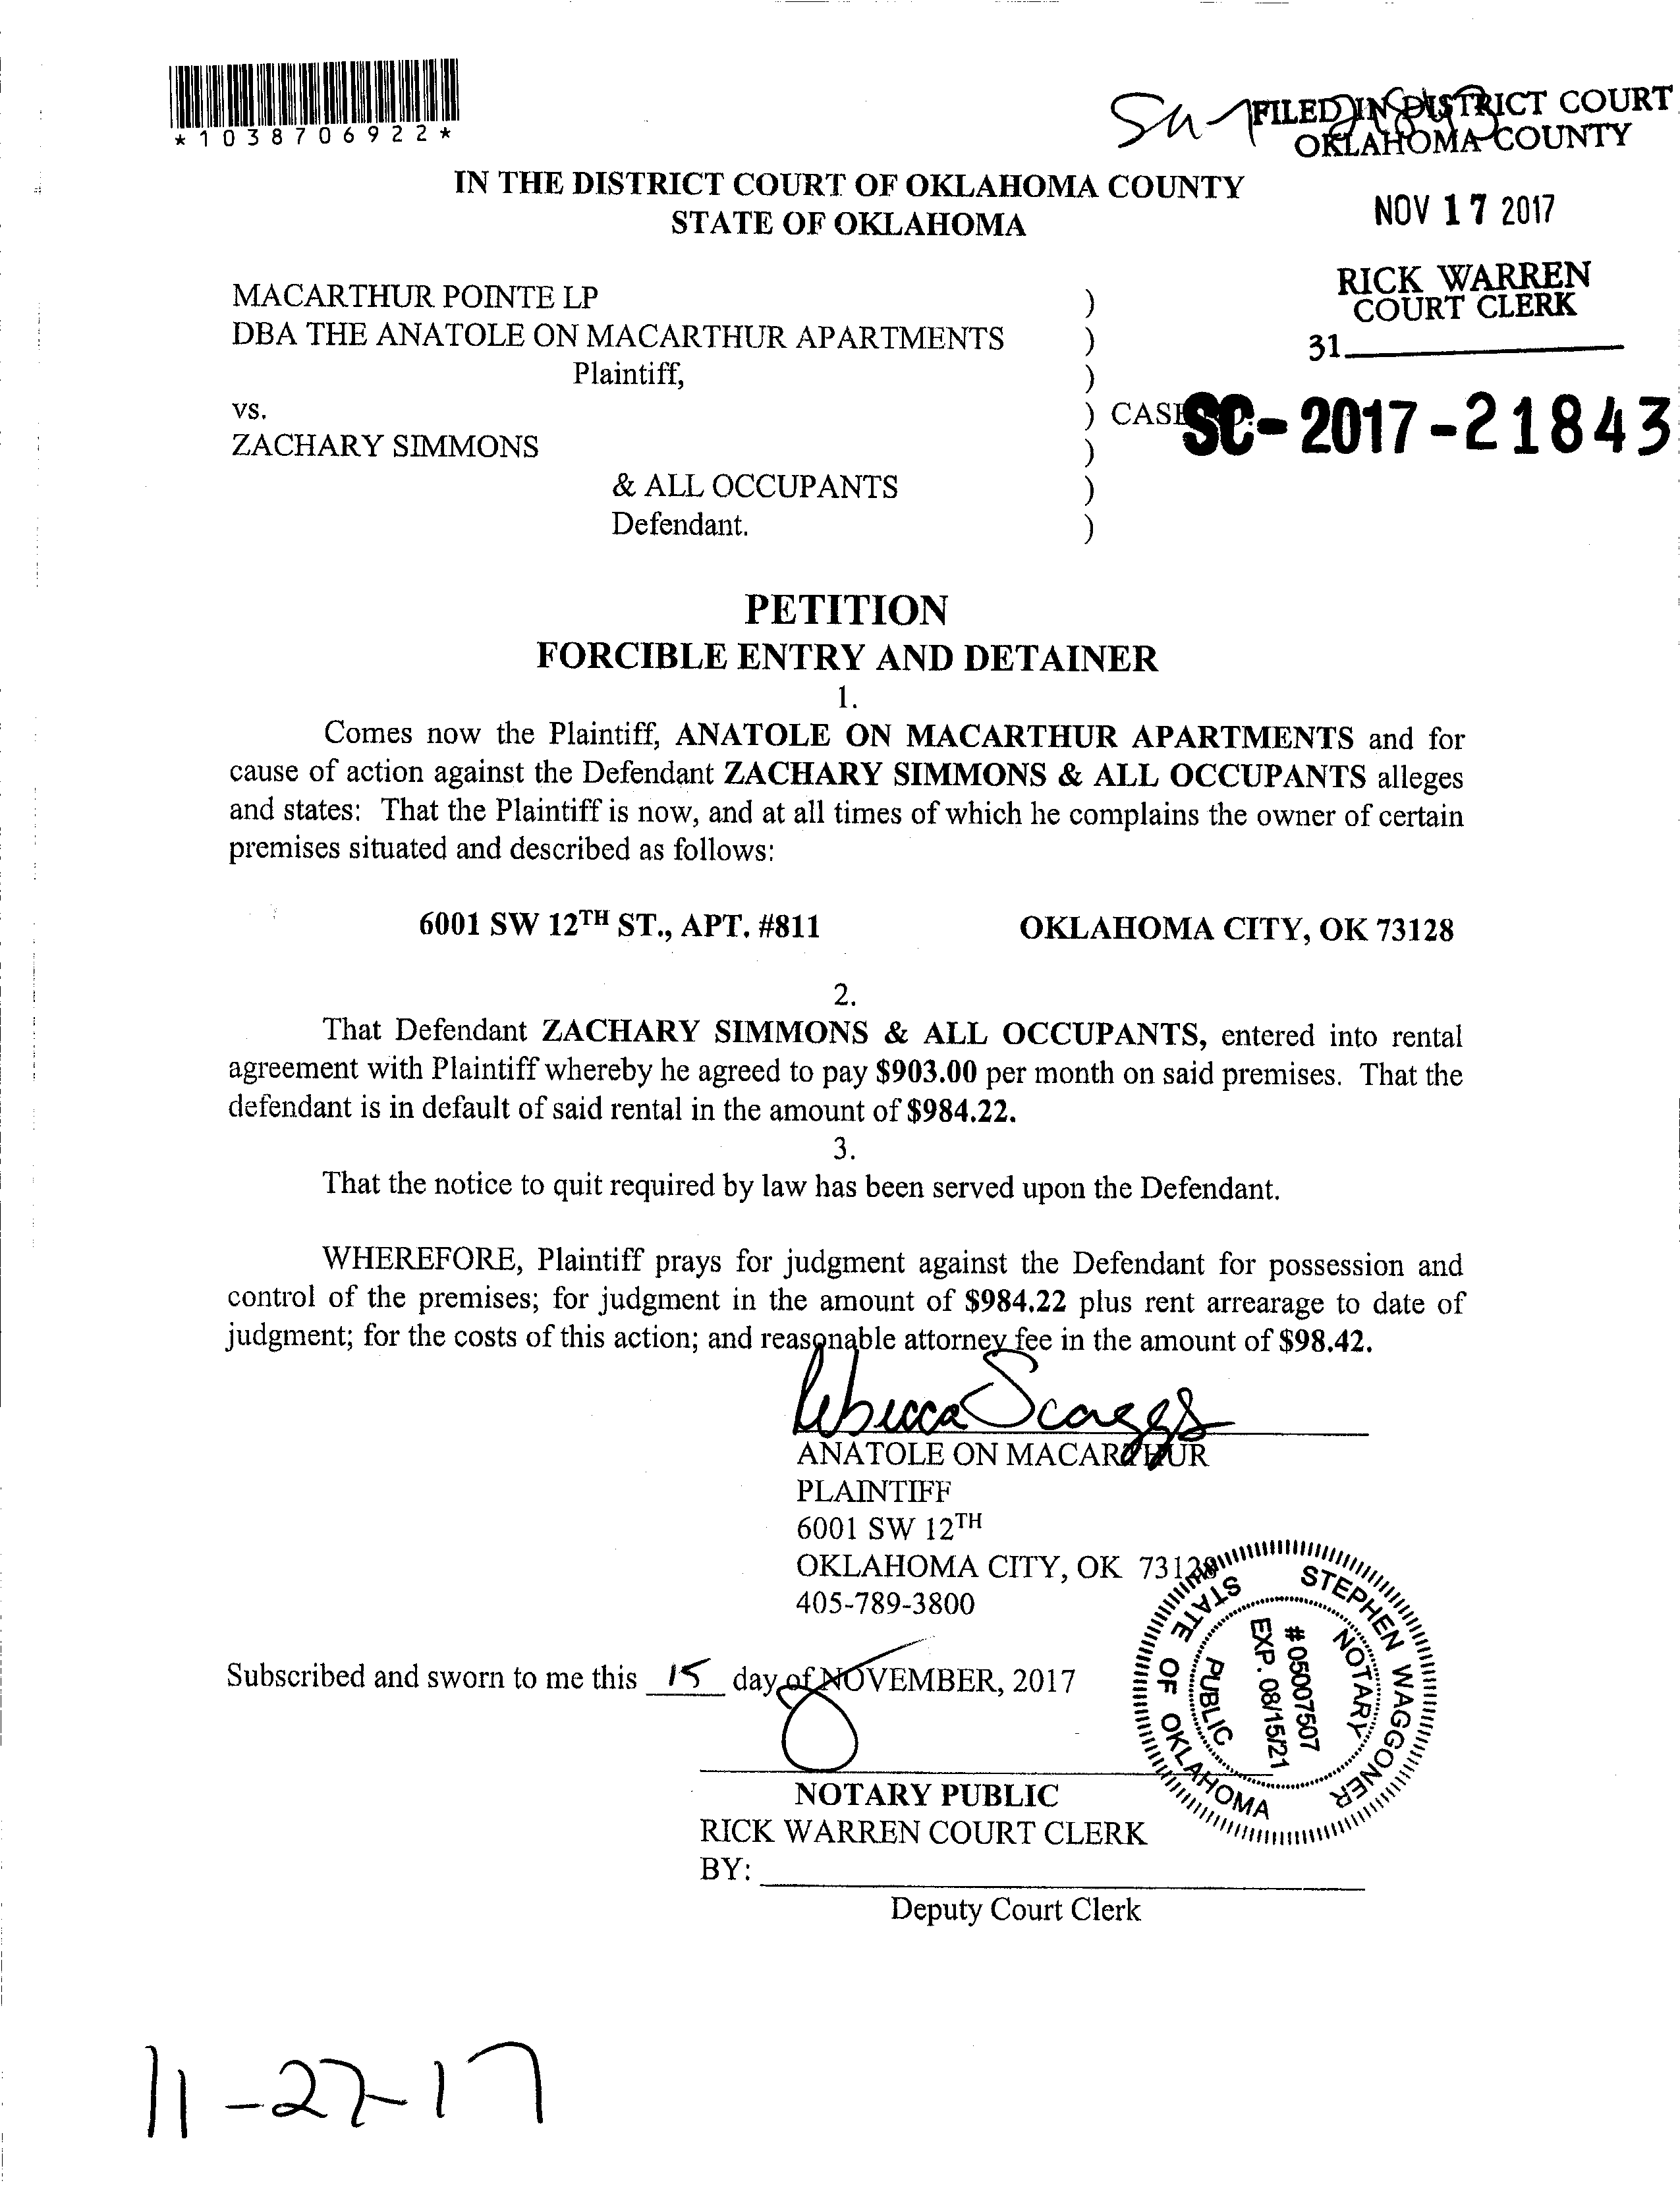 *1038706922*
FILED IN DISTRICT COURT
OKLAHOMA COUNTY
IN THE DISTRICT COURT OF OKLAHOMA COUNTY
STATE OF OKLAHOMA
NOV 17 2017
RICK WARREN
COURT CLERK
31
MACARTHUR POINTE LP )
DBA THE ANATOLE ON MACARTHUR APARTMENTS )
Plaintiff, )
vs. ) CASE NO. SC-2017-21843
ZACHARY SIMMONS )
& ALL OCCUPANTS )
Defendant. )
PETITION
FORCIBLE ENTRY AND DETAINER
1.
Comes now the Plaintiff, ANATOLE ON MACARTHUR APARTMENTS and for
cause of action against the Defendant ZACHARY SIMMONS & ALL OCCUPANTS alleges
and states: That the Plaintiff is now, and at all times of which he complains the owner of certain
premises situated and described as follows:
6001 SW 12TH ST., APT. #811 OKLAHOMA CITY, OK 73128
2.
That Defendant ZACHARY SIMMONS & ALL OCCUPANTS, entered into rental
agreement with Plaintiff whereby he agreed to pay $903.00 per month on said premises. That the
defendant is in default of said rental in the amount of $984.22.
3.
That the notice to quit required by law has been served upon the Defendant.
WHEREFORE, Plaintiff prays for judgment against the Defendant for possession and
control of the premises; for judgment in the amount of $984.22 plus rent arrearage to date of
judgment; for the costs of this action; and reasonable attorney fee in the amount of $98.42.
Rebecca Scaggs
ANATOLE ON MACARTHUR
PLAINTIFF
6001 SW 12TH
OKLAHOMA CITY, OK 73128
405-789-3800
Subscribed and sworn to me this 15 day of NOVEMBER, 2017
STEPHEN WAGGONER
STATE OF OKLAHOMA
NOTARY
PUBLIC
# 05007507
EXP. 08/15/21
NOTARY PUBLIC
RICK WARREN COURT CLERK
BY:
Deputy Court Clerk
11-27-17